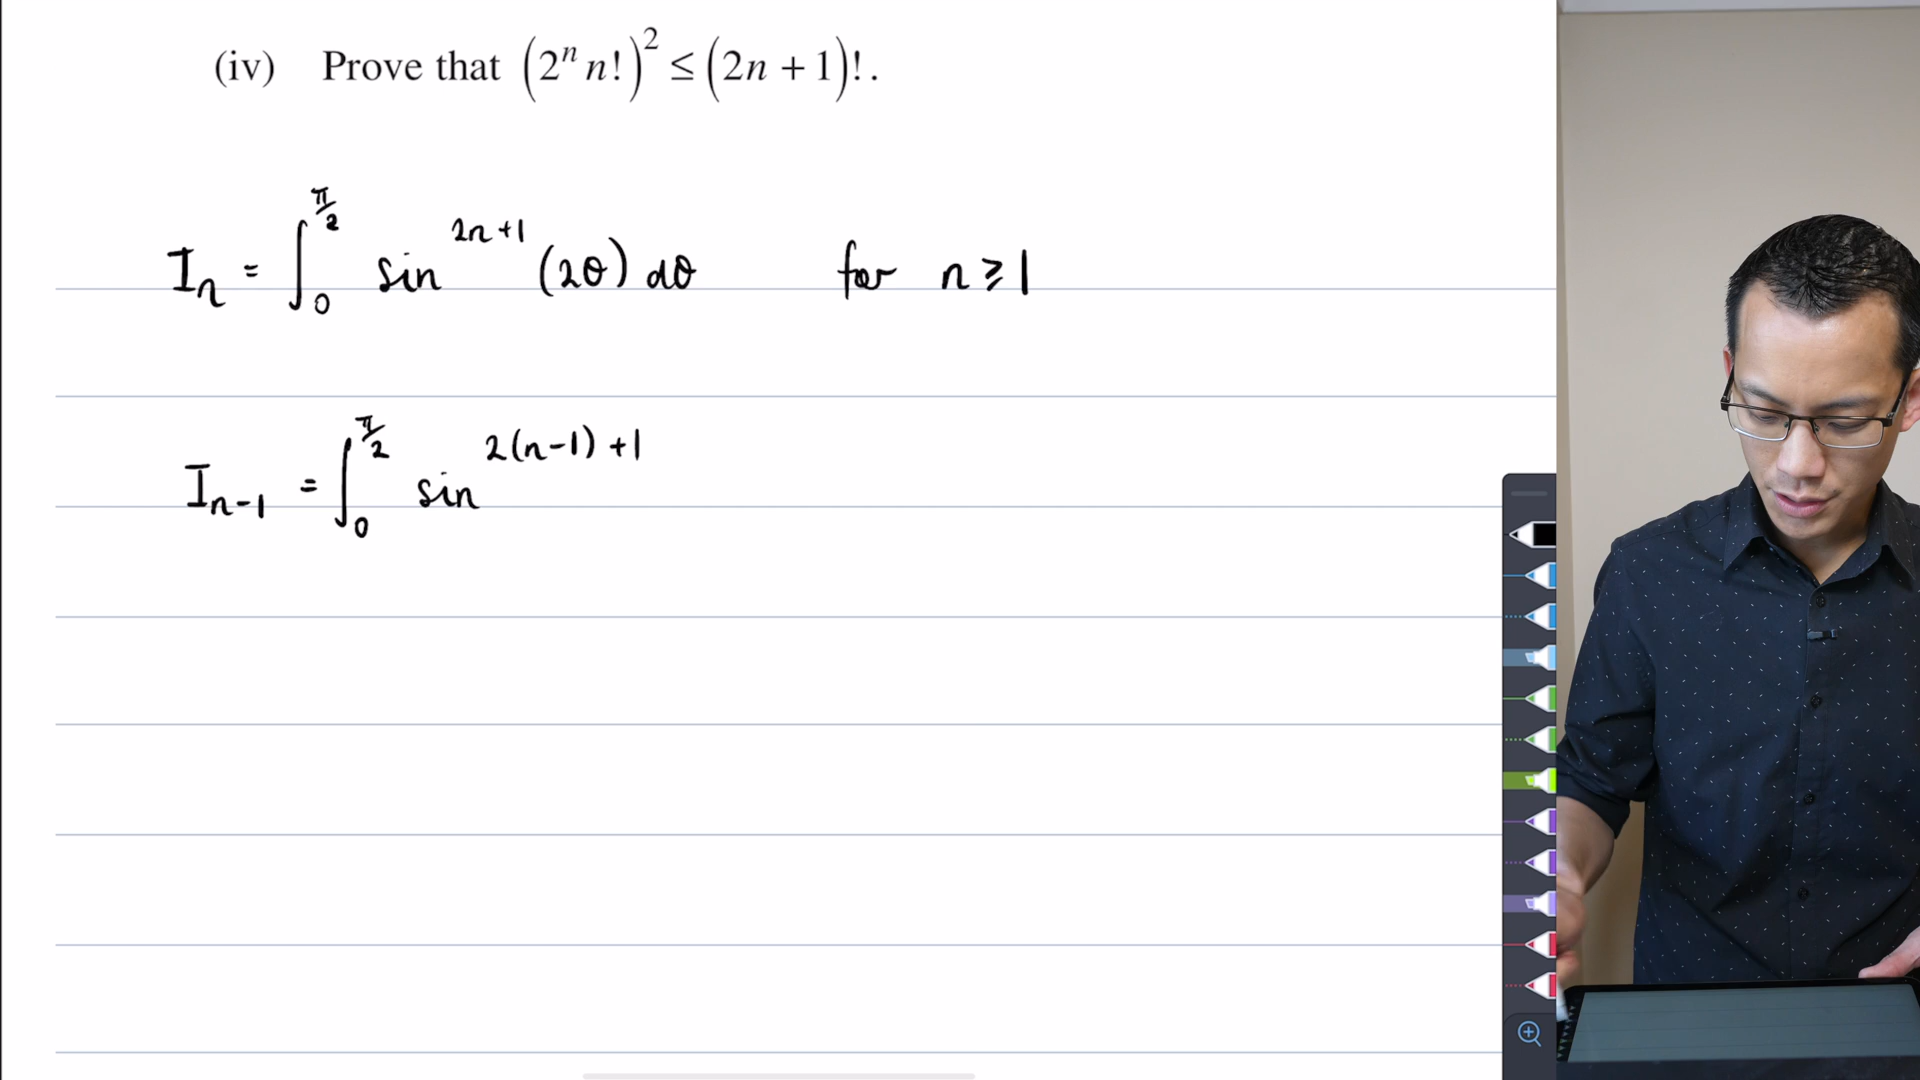 (iv) Prove that (2ⁿ n!)² ≤ (2n + 1)!.
Iₙ = ∫₀^{π/2} sin^{2n+1} (2θ) dθ for n ≥ 1
Iₙ₋₁ = ∫₀^{π/2} sin^{2(n-1)+1}